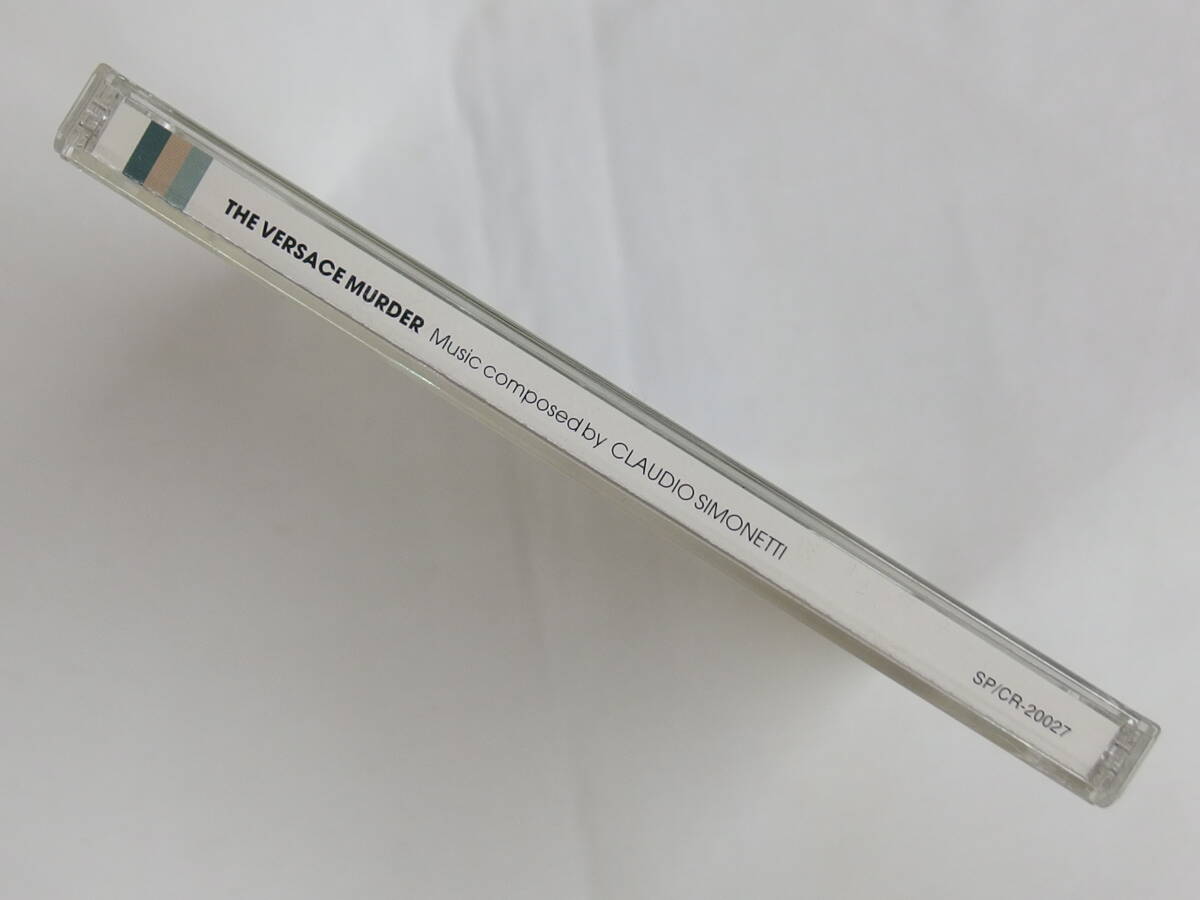 THE VERSACE MURDER Music composed by CLAUDIO SIMONETTI
SP/CR-20027